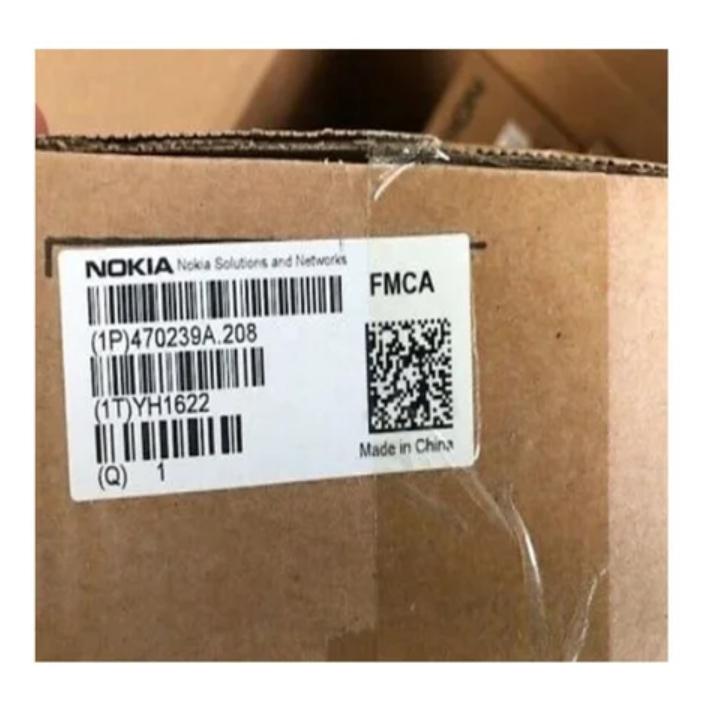 NOKIA Nokia Solutions and Networks
FMCA
(1P)470239A.208
(1T)YH1622
(Q) 1
Made in China